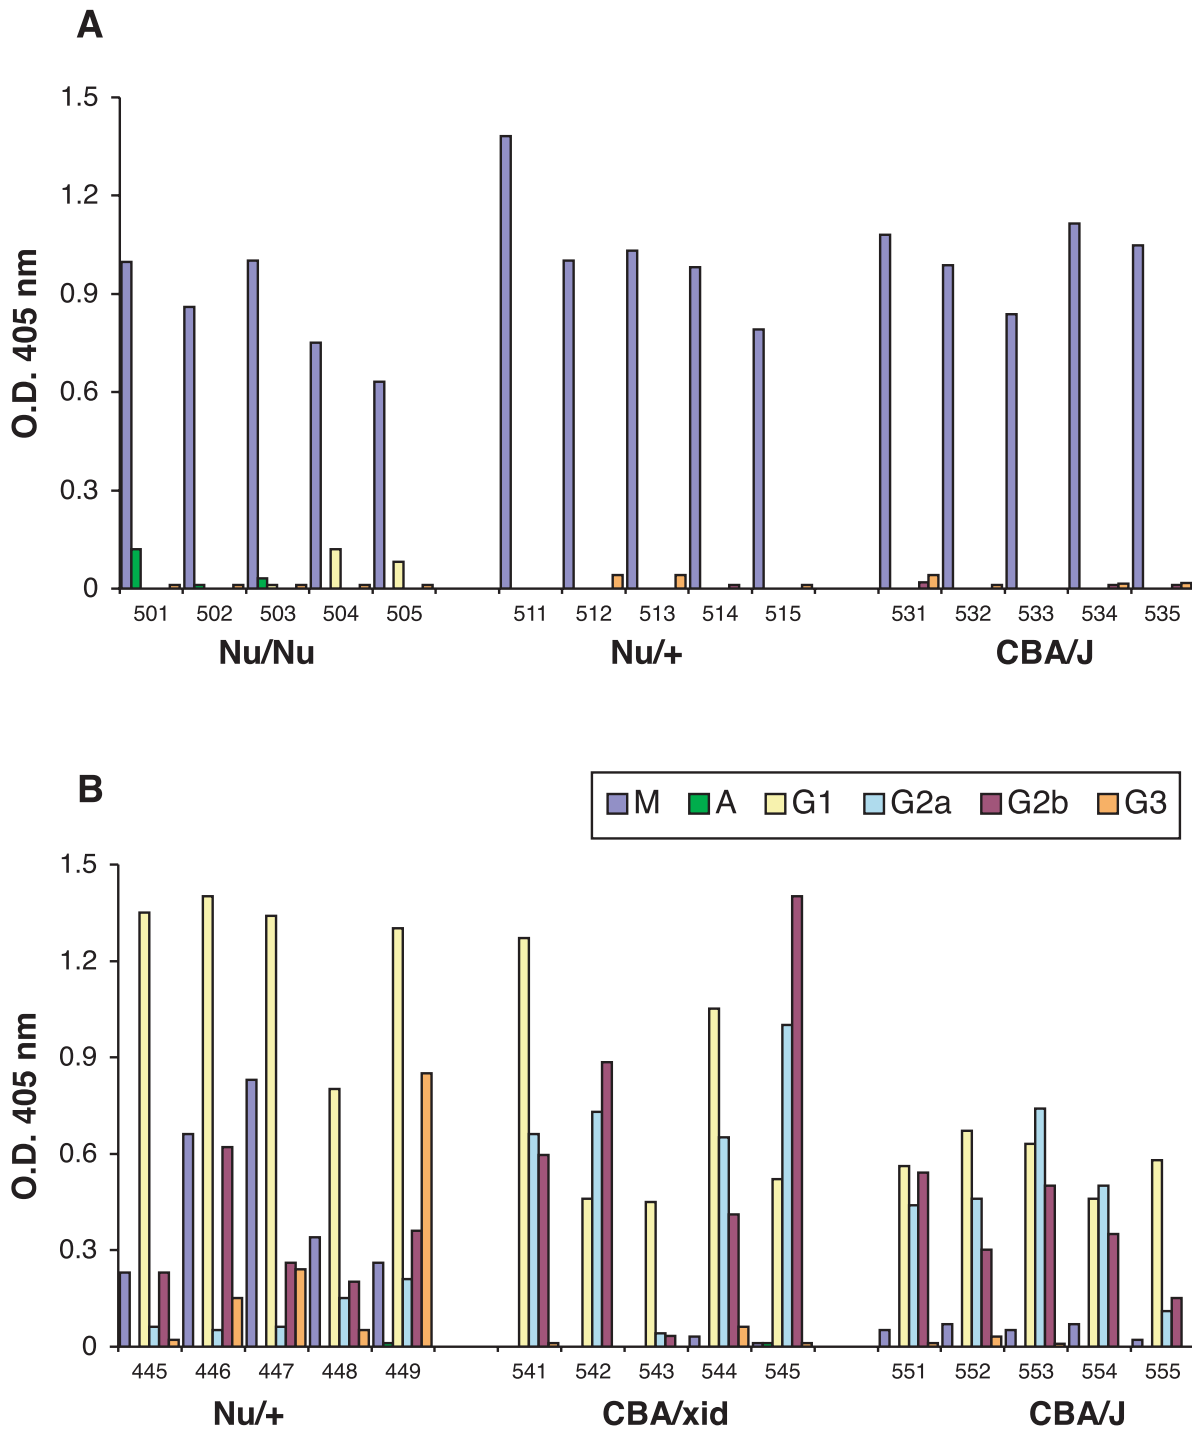 A
1.5
1.2
0.9
0.6
0.3
0
O.D. 405 nm
501 502 503 504 505 511 512 513 514 515 531 532 533 534 535
Nu/Nu Nu/+ CBA/J
B
M A G1 G2a G2b G3
1.5
1.2
0.9
0.6
0.3
0
O.D. 405 nm
445 446 447 448 449 541 542 543 544 545 551 552 553 554 555
Nu/+ CBA/xid CBA/J